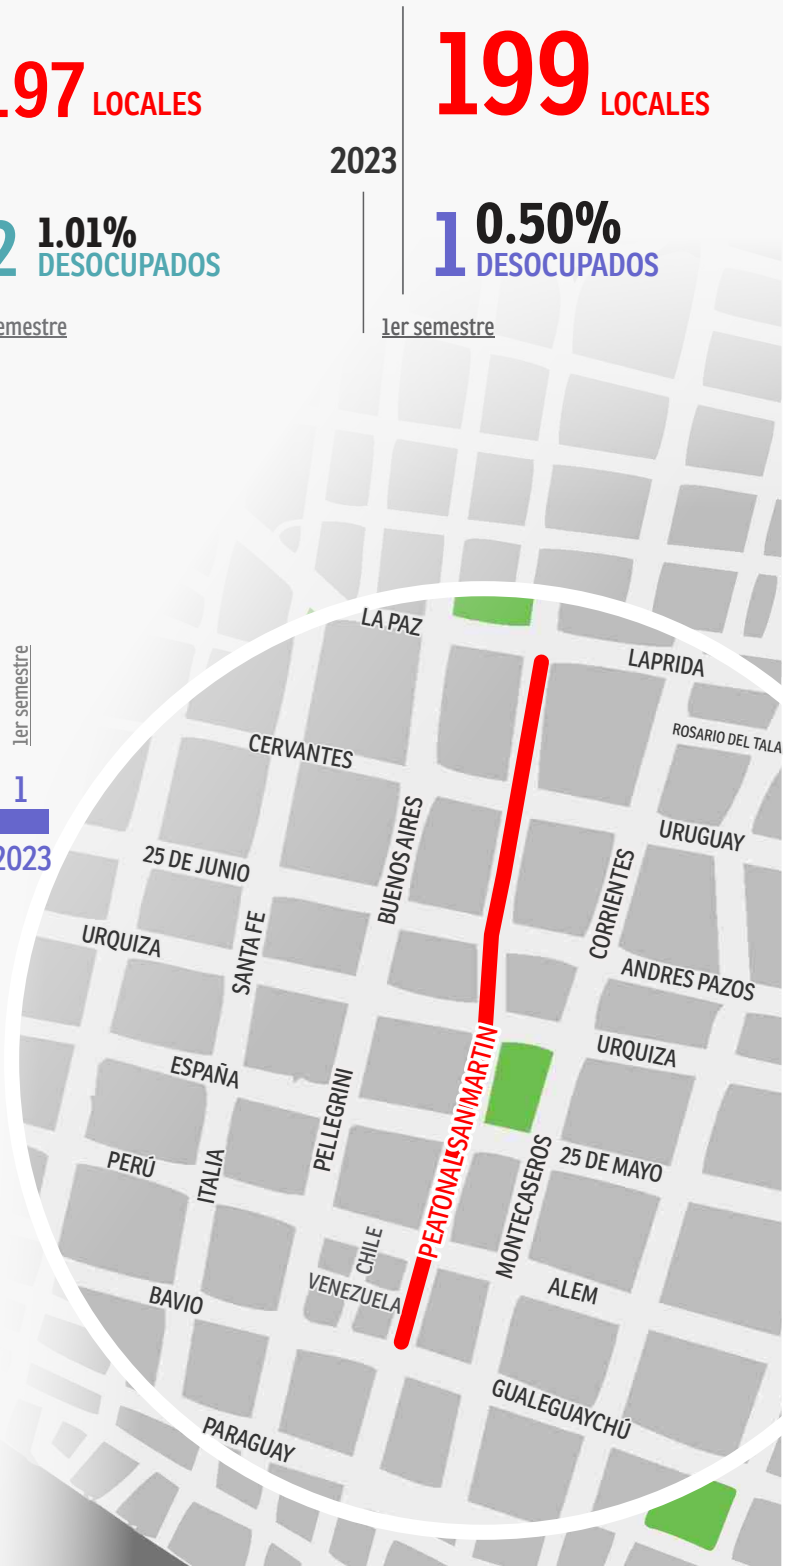 197 LOCALES
2 1.01%
DESOCUPADOS
semestre
2023
199 LOCALES
1 0.50%
DESOCUPADOS
1er semestre
1er semestre
1
2023
LA PAZ
LAPRIDA
ROSARIO DEL TALA
CERVANTES
URUGUAY
BUENOS AIRES
CORRIENTES
25 DE JUNIO
SANTA FE
URQUIZA
ANDRES PAZOS
URQUIZA
ESPAÑA
PELLEGRINI
PEATONAL SAN MARTIN
PERÚ
ITALIA
MONTECASEROS
25 DE MAYO
CHILE
VENEZUELA
BAVIO
ALEM
GUALEGUAYCHÚ
PARAGUAY